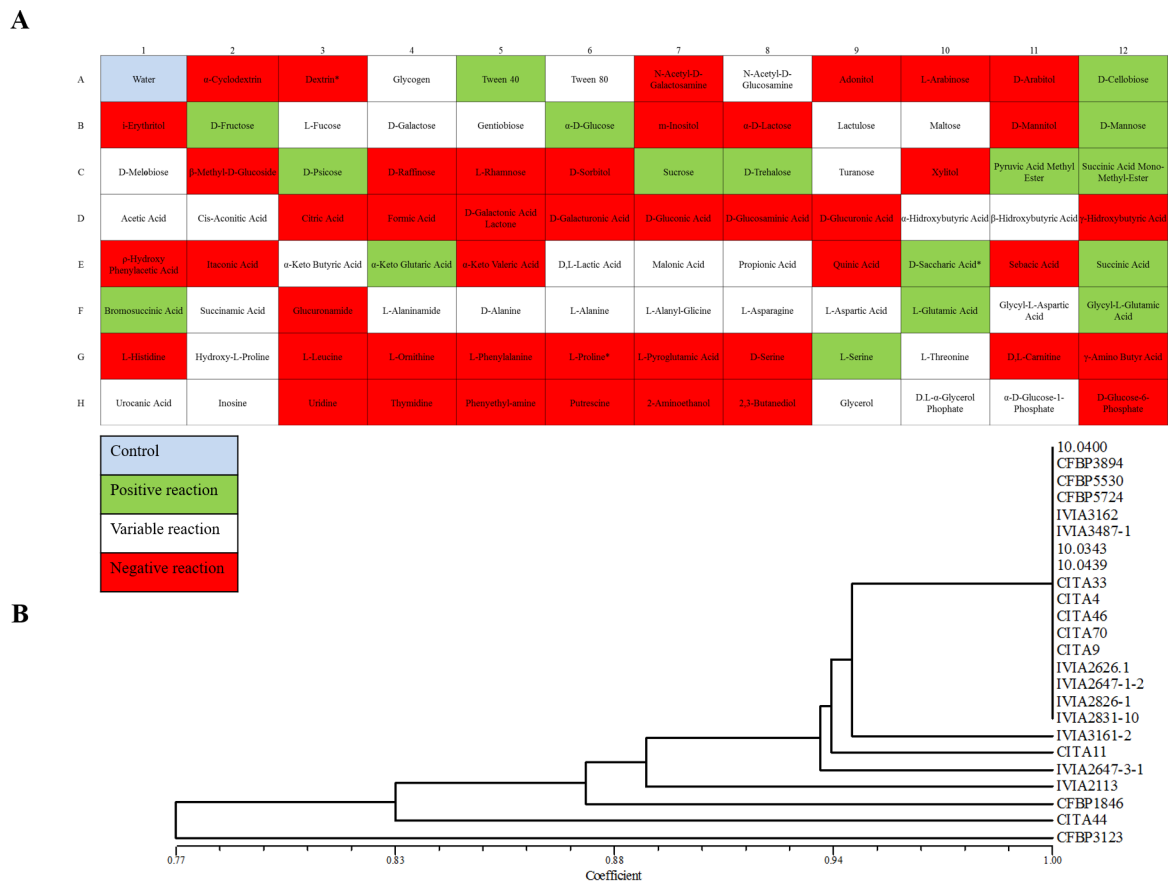 A
1 2 3 4 5 6 7 8 9 10 11 12
A Water α-Cyclodextrin Dextrin* Glycogen Tween 40 Tween 80 N-Acetyl-D-Galactosamine N-Acetyl-D-Glucosamine Adonitol L-Arabinose D-Arabitol D-Cellobiose
B i-Erythritol D-Fructose L-Fucose D-Galactose Gentiobiose α-D-Glucose m-Inositol α-D-Lactose Lactulose Maltose D-Mannitol D-Mannose
C D-Meløbiose β-Methyl-D-Glucoside D-Psicose D-Raffinose L-Rhamnose D-Sorbitol Sucrose D-Trehalose Turanose Xylitol Pyruvic Acid Methyl Ester Succinic Acid Mono-Methyl-Ester
D Acetic Acid Cis-Aconitic Acid Citric Acid Formic Acid D-Galactonic Acid Lactone D-Galacturonic Acid D-Gluconic Acid D-Glucosaminic Acid D-Glucuronic Acid α-Hidroxybutyric Acid β-Hidroxybutyric Acid γ-Hidroxybutyric Acid
E ρ-Hydroxy Phenylacetic Acid Itaconic Acid α-Keto Butyric Acid α-Keto Glutaric Acid α-Keto Valeric Acid D,L-Lactic Acid Malonic Acid Propionic Acid Quinic Acid D-Saccharic Acid* Sebacic Acid Succinic Acid
F Bromosuccinic Acid Succinamic Acid Glucuronamide L-Alaninamide D-Alanine L-Alanine L-Alanyl-Glicine L-Asparagine L-Aspartic Acid L-Glutamic Acid Glycyl-L-Aspartic Acid Glycyl-L-Glutamic Acid
G L-Histidine Hydroxy-L-Proline L-Leucine L-Ornithine L-Phenylalanine L-Proline* L-Pyroglutamic Acid D-Serine L-Serine L-Threonine D,L-Carnitine γ-Amino Butyr Acid
H Urocanic Acid Inosine Uridine Thymidine Phenyethyl-amine Putrescine 2-Aminoethanol 2,3-Butanediol Glycerol D.L-α-Glycerol Phophate α-D-Glucose-1-Phosphate D-Glucose-6-Phosphate
Control
Positive reaction
Variable reaction
Negative reaction
B
10.0400
CFBP3894
CFBP5530
CFBP5724
IVIA3162
IVIA3487-1
10.0343
10.0439
CITA33
CITA4
CITA46
CITA70
CITA9
IVIA2626.1
IVIA2647-1-2
IVIA2826-1
IVIA2831-10
IVIA3161-2
CITA11
IVIA2647-3-1
IVIA2113
CFBP1846
CITA44
CFBP3123
0.77 0.83 0.88 0.94 1.00
Coefficient